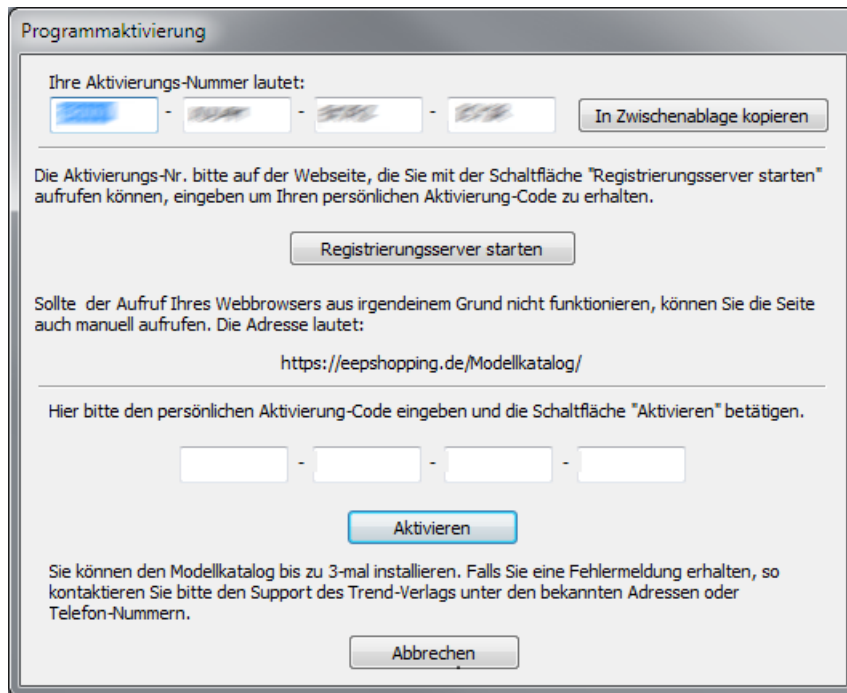 Programmaktivierung
Ihre Aktivierungs-Nummer lautet:
- - - In Zwischenablage kopieren
Die Aktivierungs-Nr. bitte auf der Webseite, die Sie mit der Schaltfläche "Registrierungsserver starten"
aufrufen können, eingeben um Ihren persönlichen Aktivierung-Code zu erhalten.
Registrierungsserver starten
Sollte  der Aufruf Ihres Webbrowsers aus irgendeinem Grund nicht funktionieren, können Sie die Seite
auch manuell aufrufen. Die Adresse lautet:
https://eepshopping.de/Modellkatalog/
Hier bitte den persönlichen Aktivierung-Code eingeben und die Schaltfläche "Aktivieren" betätigen.
- - -
Aktivieren
Sie können den Modellkatalog bis zu 3-mal installieren. Falls Sie eine Fehlermeldung erhalten, so
kontaktieren Sie bitte den Support des Trend-Verlags unter den bekannten Adressen oder
Telefon-Nummern.
Abbrechen